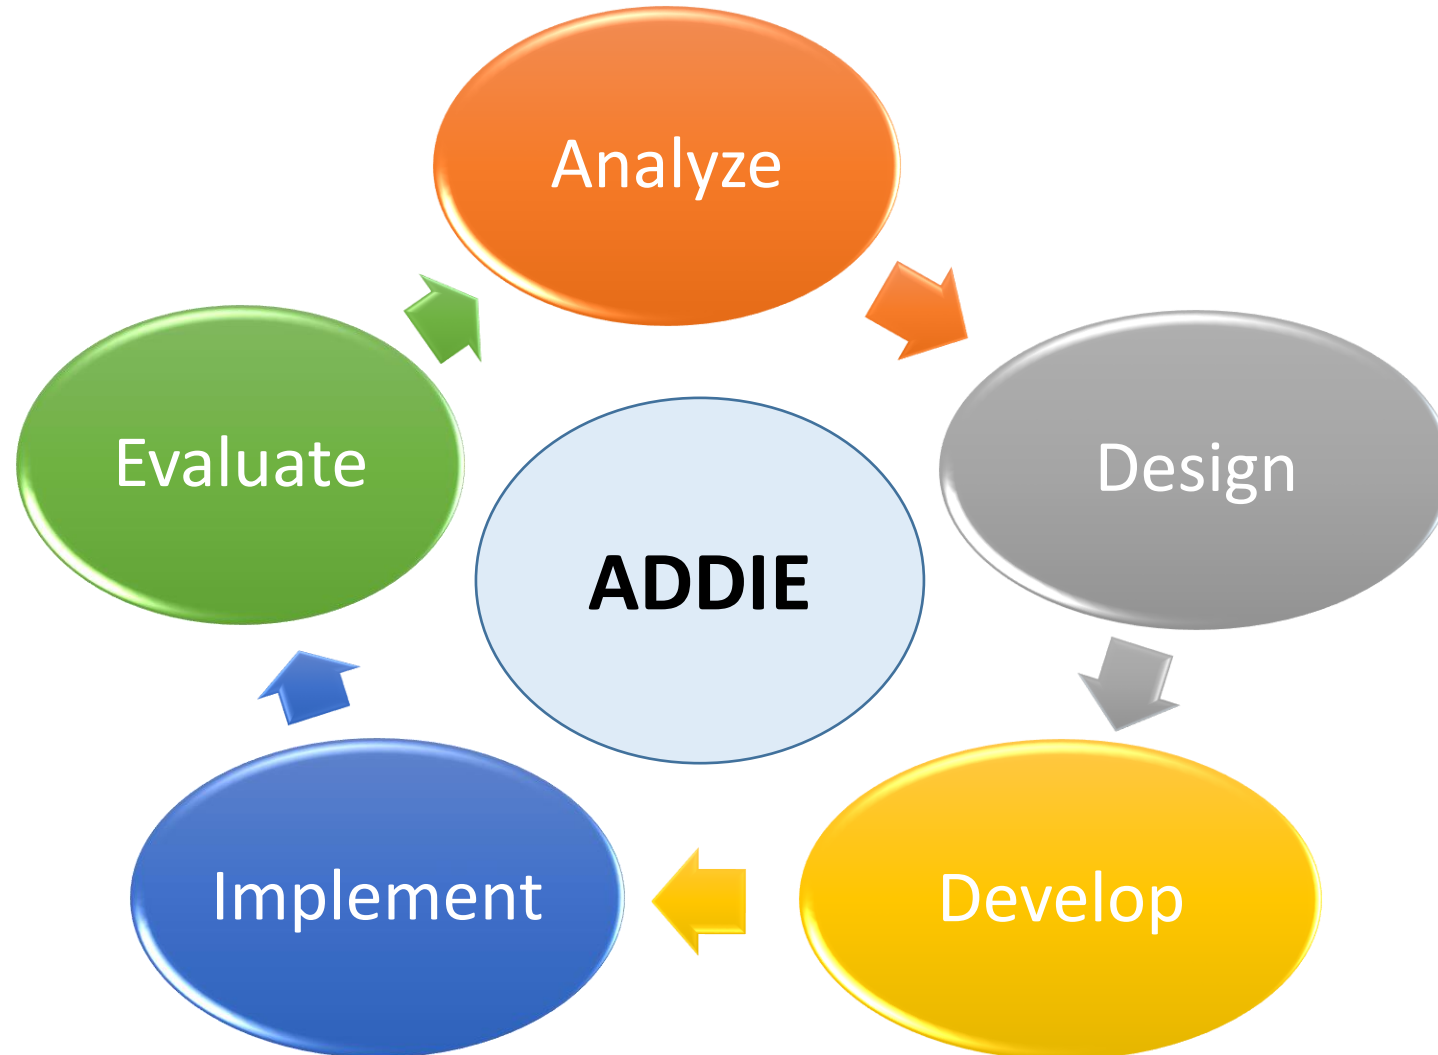 Analyze
Design
Develop
Implement
Evaluate
ADDIE